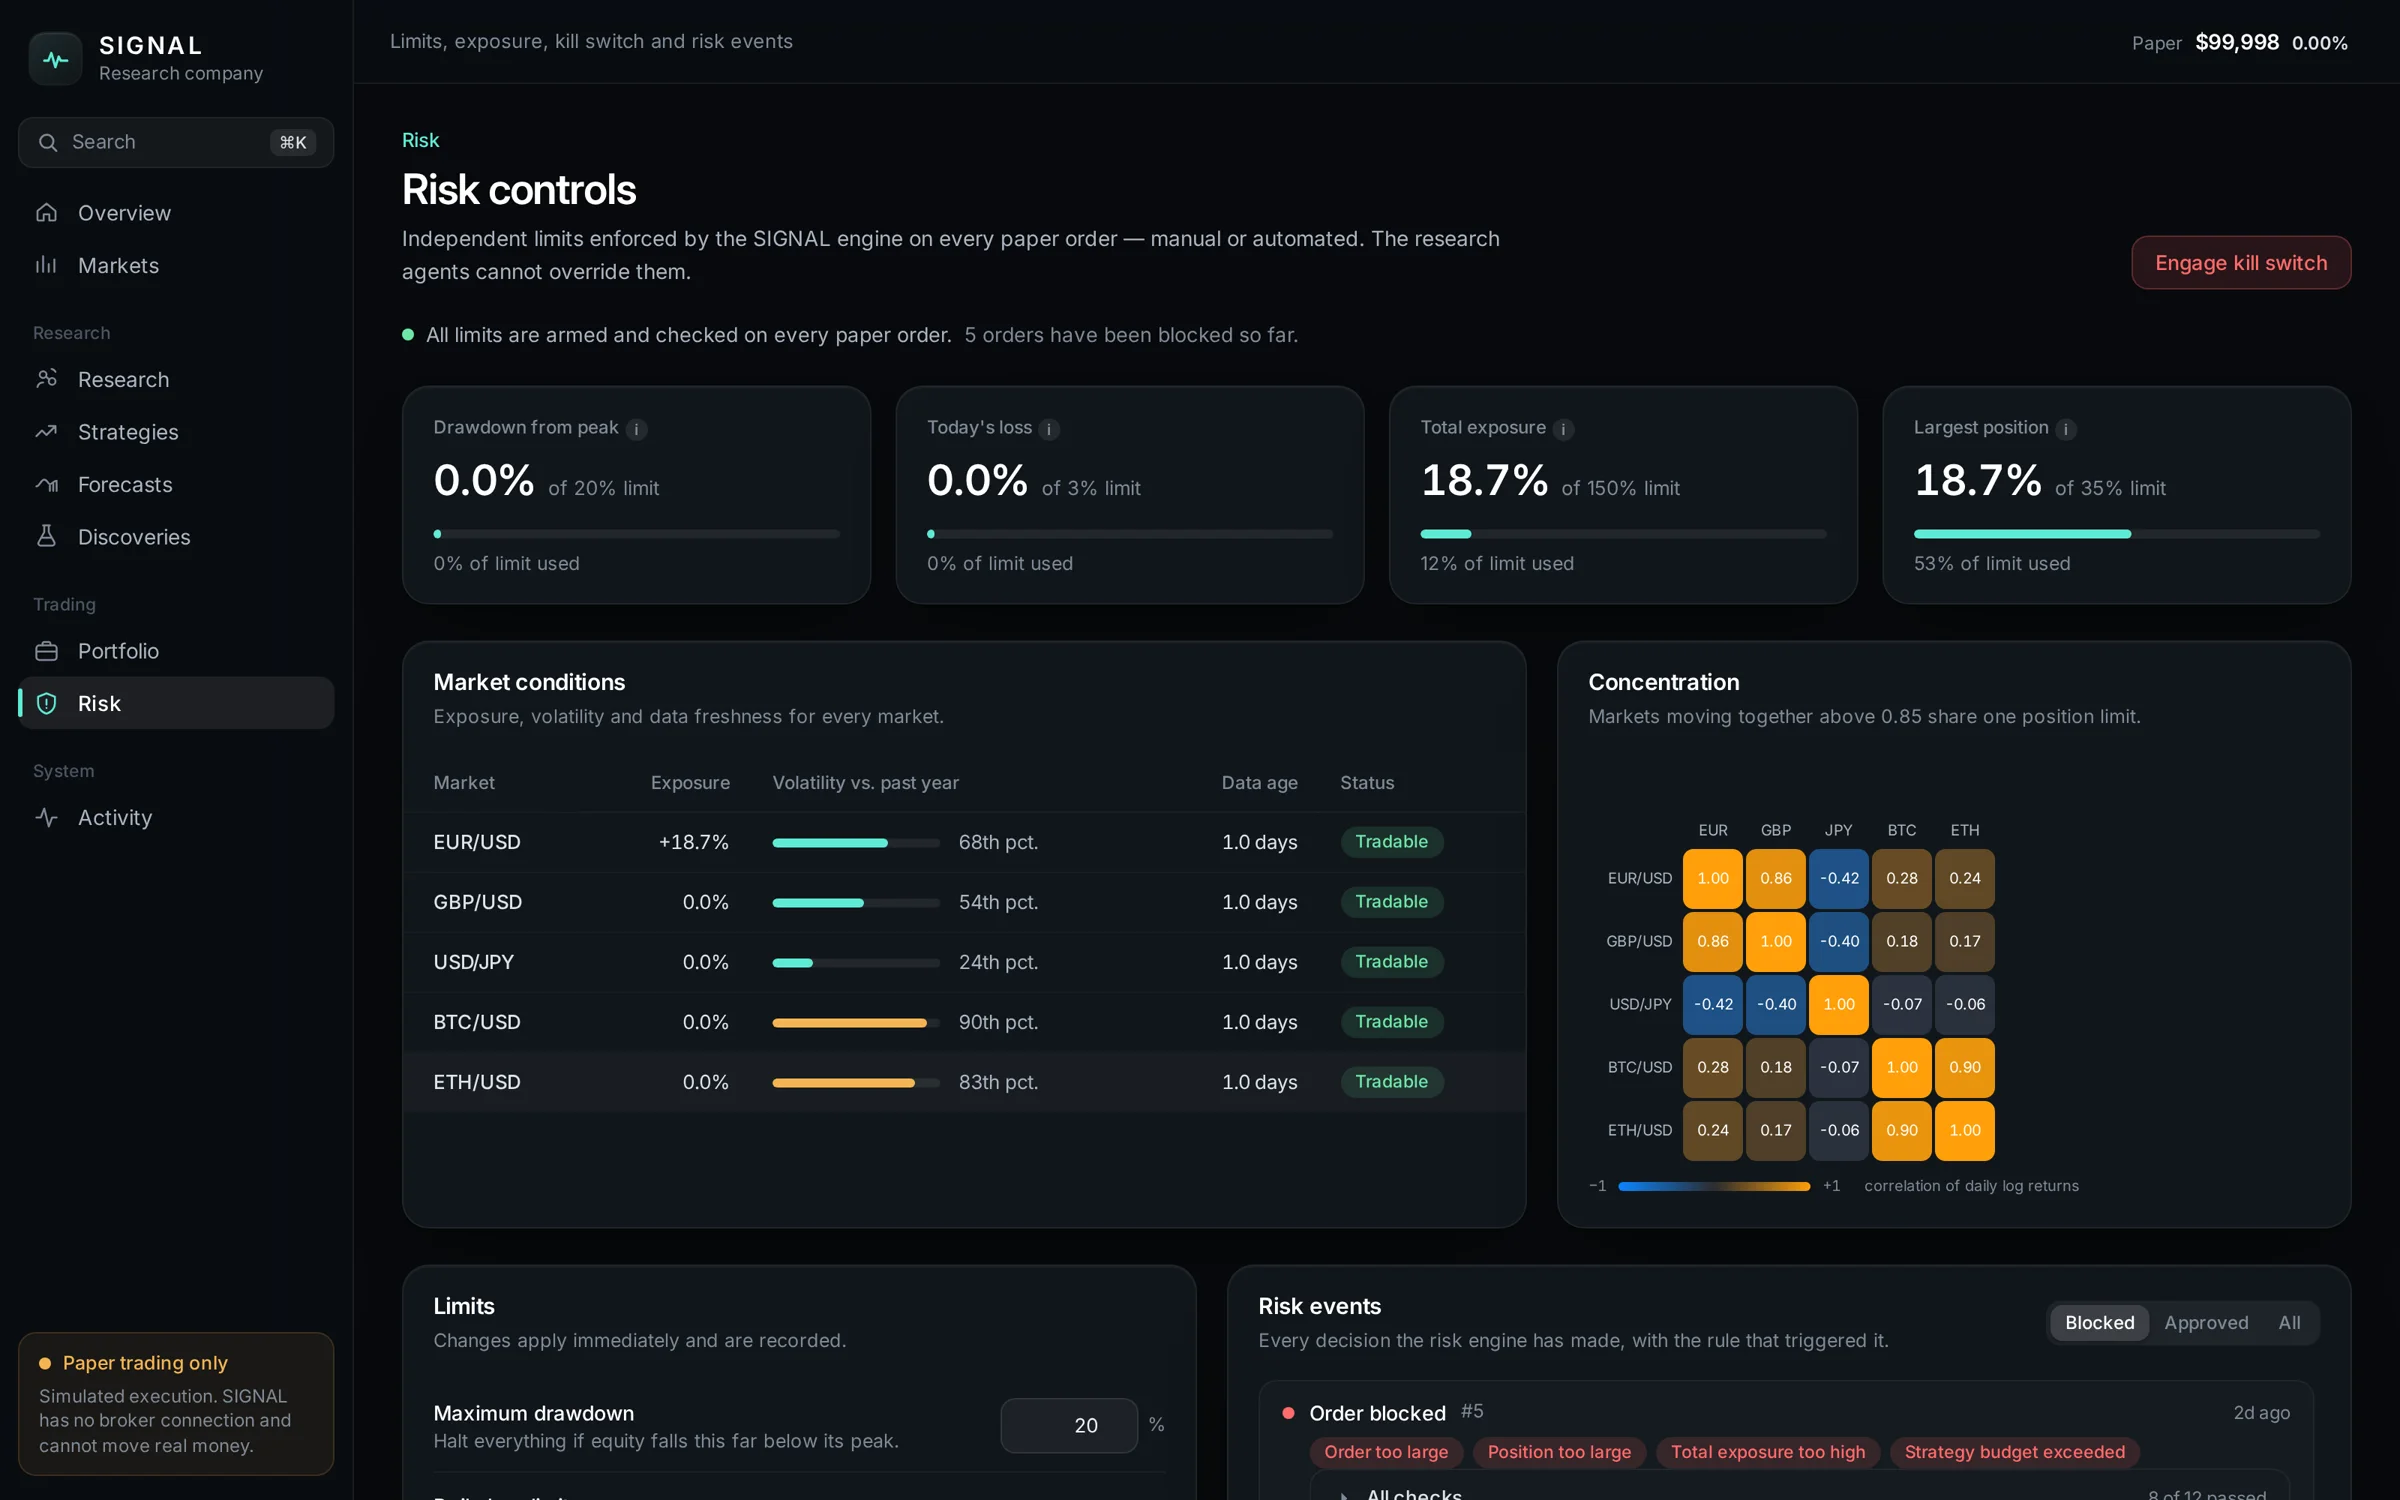 SIGNAL
Research company
Search ⌘K
Overview
Markets
Research
Research
Strategies
Forecasts
Discoveries
Trading
Portfolio
Risk
System
Activity
Paper trading only
Simulated execution. SIGNAL
has no broker connection and
cannot move real money.
Limits, exposure, kill switch and risk events
Paper $99,998 0.00%
Risk
Risk controls
Independent limits enforced by the SIGNAL engine on every paper order — manual or automated. The research
agents cannot override them.
Engage kill switch
All limits are armed and checked on every paper order. 5 orders have been blocked so far.
Drawdown from peak i
0.0% of 20% limit
0% of limit used
Today's loss i
0.0% of 3% limit
0% of limit used
Total exposure i
18.7% of 150% limit
12% of limit used
Largest position i
18.7% of 35% limit
53% of limit used
Market conditions
Exposure, volatility and data freshness for every market.
Market Exposure Volatility vs. past year Data age Status
EUR/USD +18.7% 68th pct. 1.0 days Tradable
GBP/USD 0.0% 54th pct. 1.0 days Tradable
USD/JPY 0.0% 24th pct. 1.0 days Tradable
BTC/USD 0.0% 90th pct. 1.0 days Tradable
ETH/USD 0.0% 83th pct. 1.0 days Tradable
Concentration
Markets moving together above 0.85 share one position limit.
EUR GBP JPY BTC ETH
EUR/USD 1.00 0.86 -0.42 0.28 0.24
GBP/USD 0.86 1.00 -0.40 0.18 0.17
USD/JPY -0.42 -0.40 1.00 -0.07 -0.06
BTC/USD 0.28 0.18 -0.07 1.00 0.90
ETH/USD 0.24 0.17 -0.06 0.90 1.00
−1 +1 correlation of daily log returns
Limits
Changes apply immediately and are recorded.
Maximum drawdown
Halt everything if equity falls this far below its peak.
20 %
Risk events
Every decision the risk engine has made, with the rule that triggered it.
Blocked Approved All
Order blocked #5 2d ago
Order too large Position too large Total exposure too high Strategy budget exceeded
All checks 8 of 12 passed